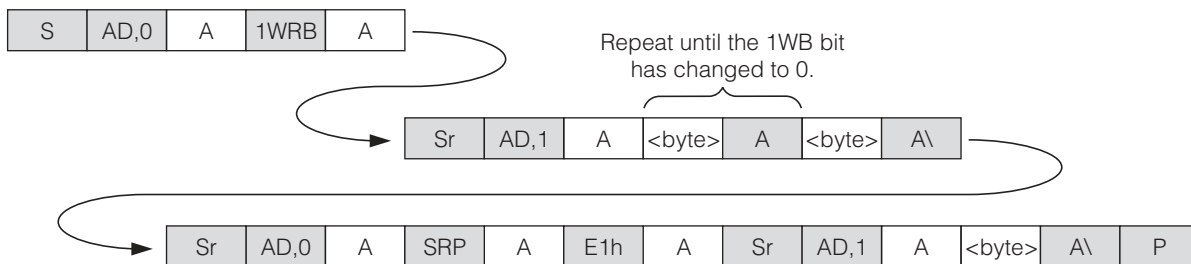 S AD,0 A 1WRB A
Repeat until the 1WB bit
has changed to 0.
Sr AD,1 A <byte> A <byte> A\
Sr AD,0 A SRP A E1h A Sr AD,1 A <byte> A\ P